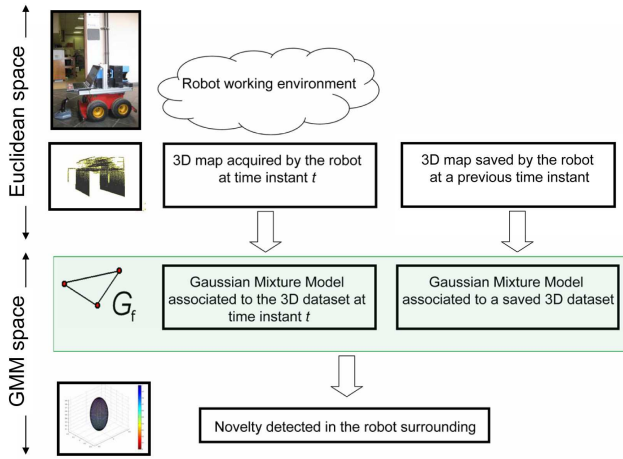 Euclidean space
Robot working environment
3D map acquired by the robot
at time instant t
3D map saved by the robot
at a previous time instant
GMM space
Gf
Gaussian Mixture Model
associated to the 3D dataset at
time instant t
Gaussian Mixture Model
associated to a saved 3D dataset
Novelty detected in the robot surrounding